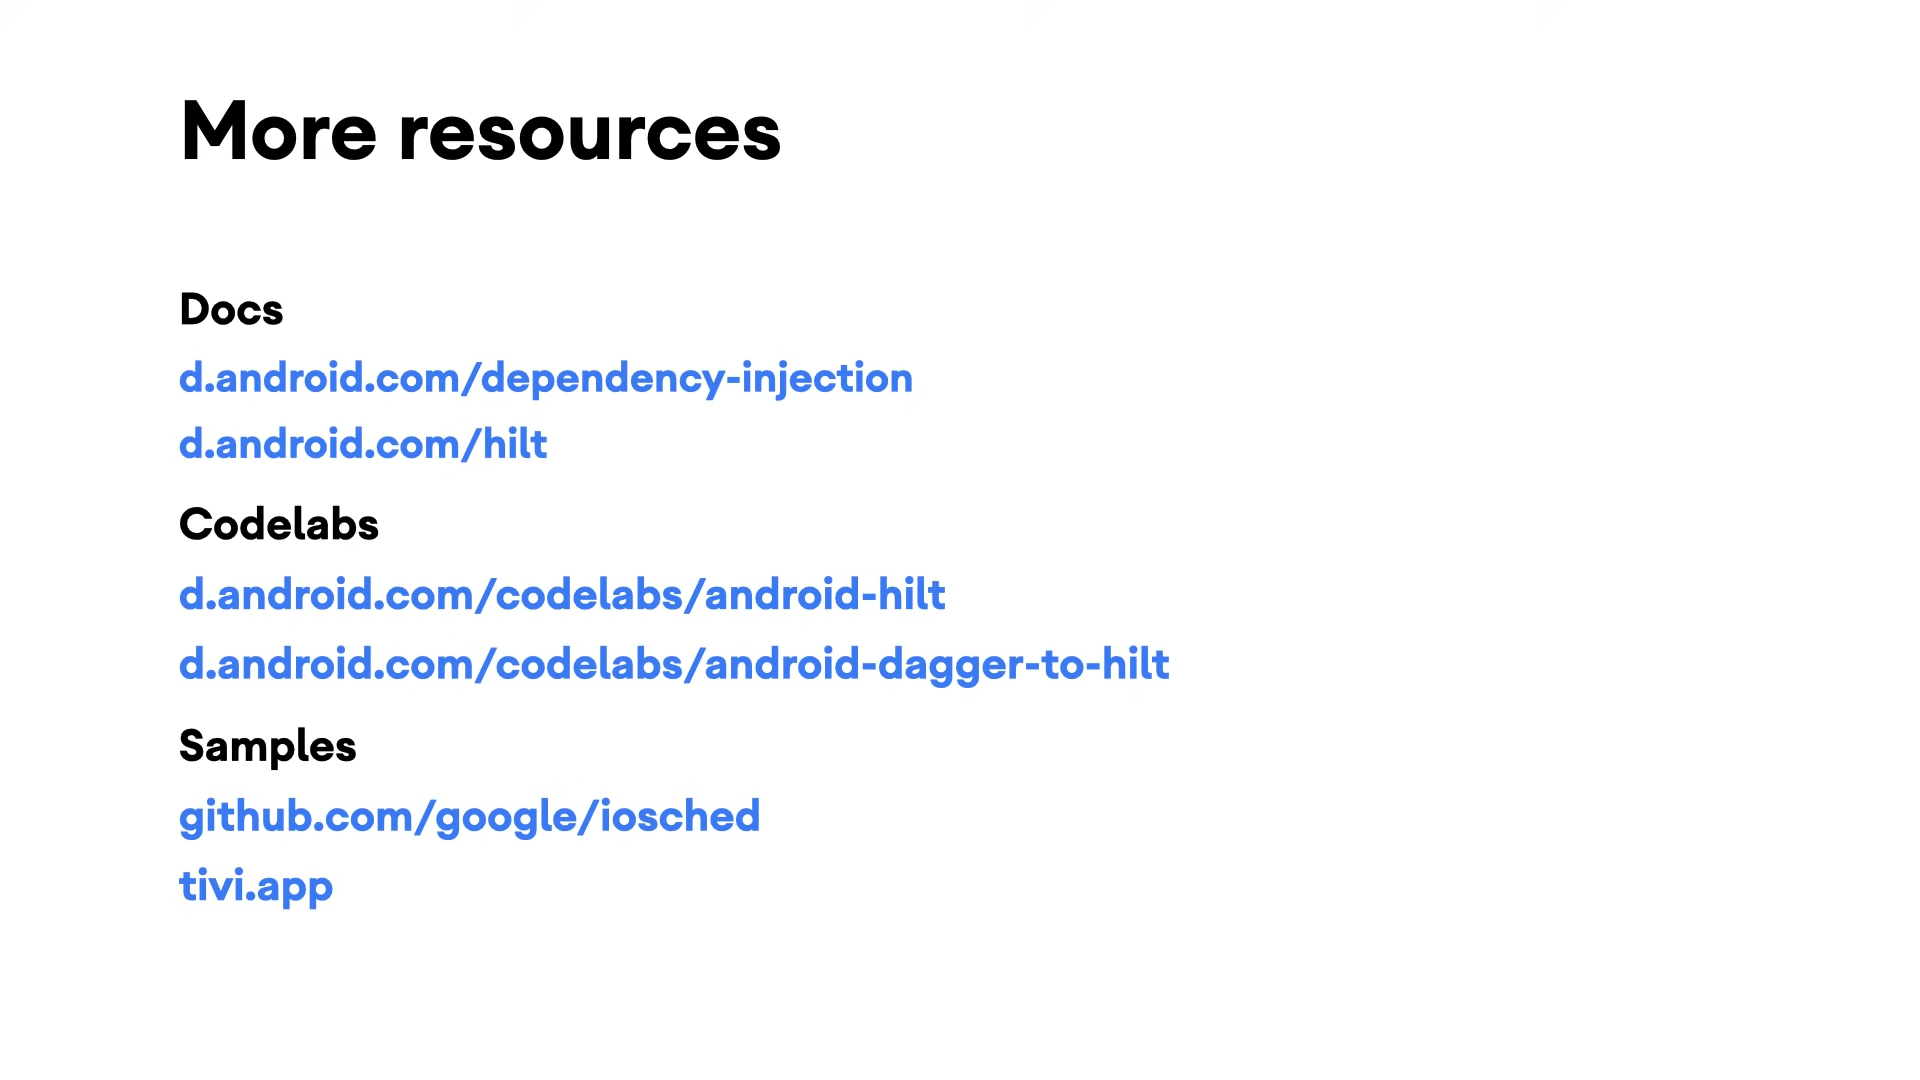 More resources
Docs
d.android.com/dependency-injection
d.android.com/hilt
Codelabs
d.android.com/codelabs/android-hilt
d.android.com/codelabs/android-dagger-to-hilt
Samples
github.com/google/iosched
tivi.app